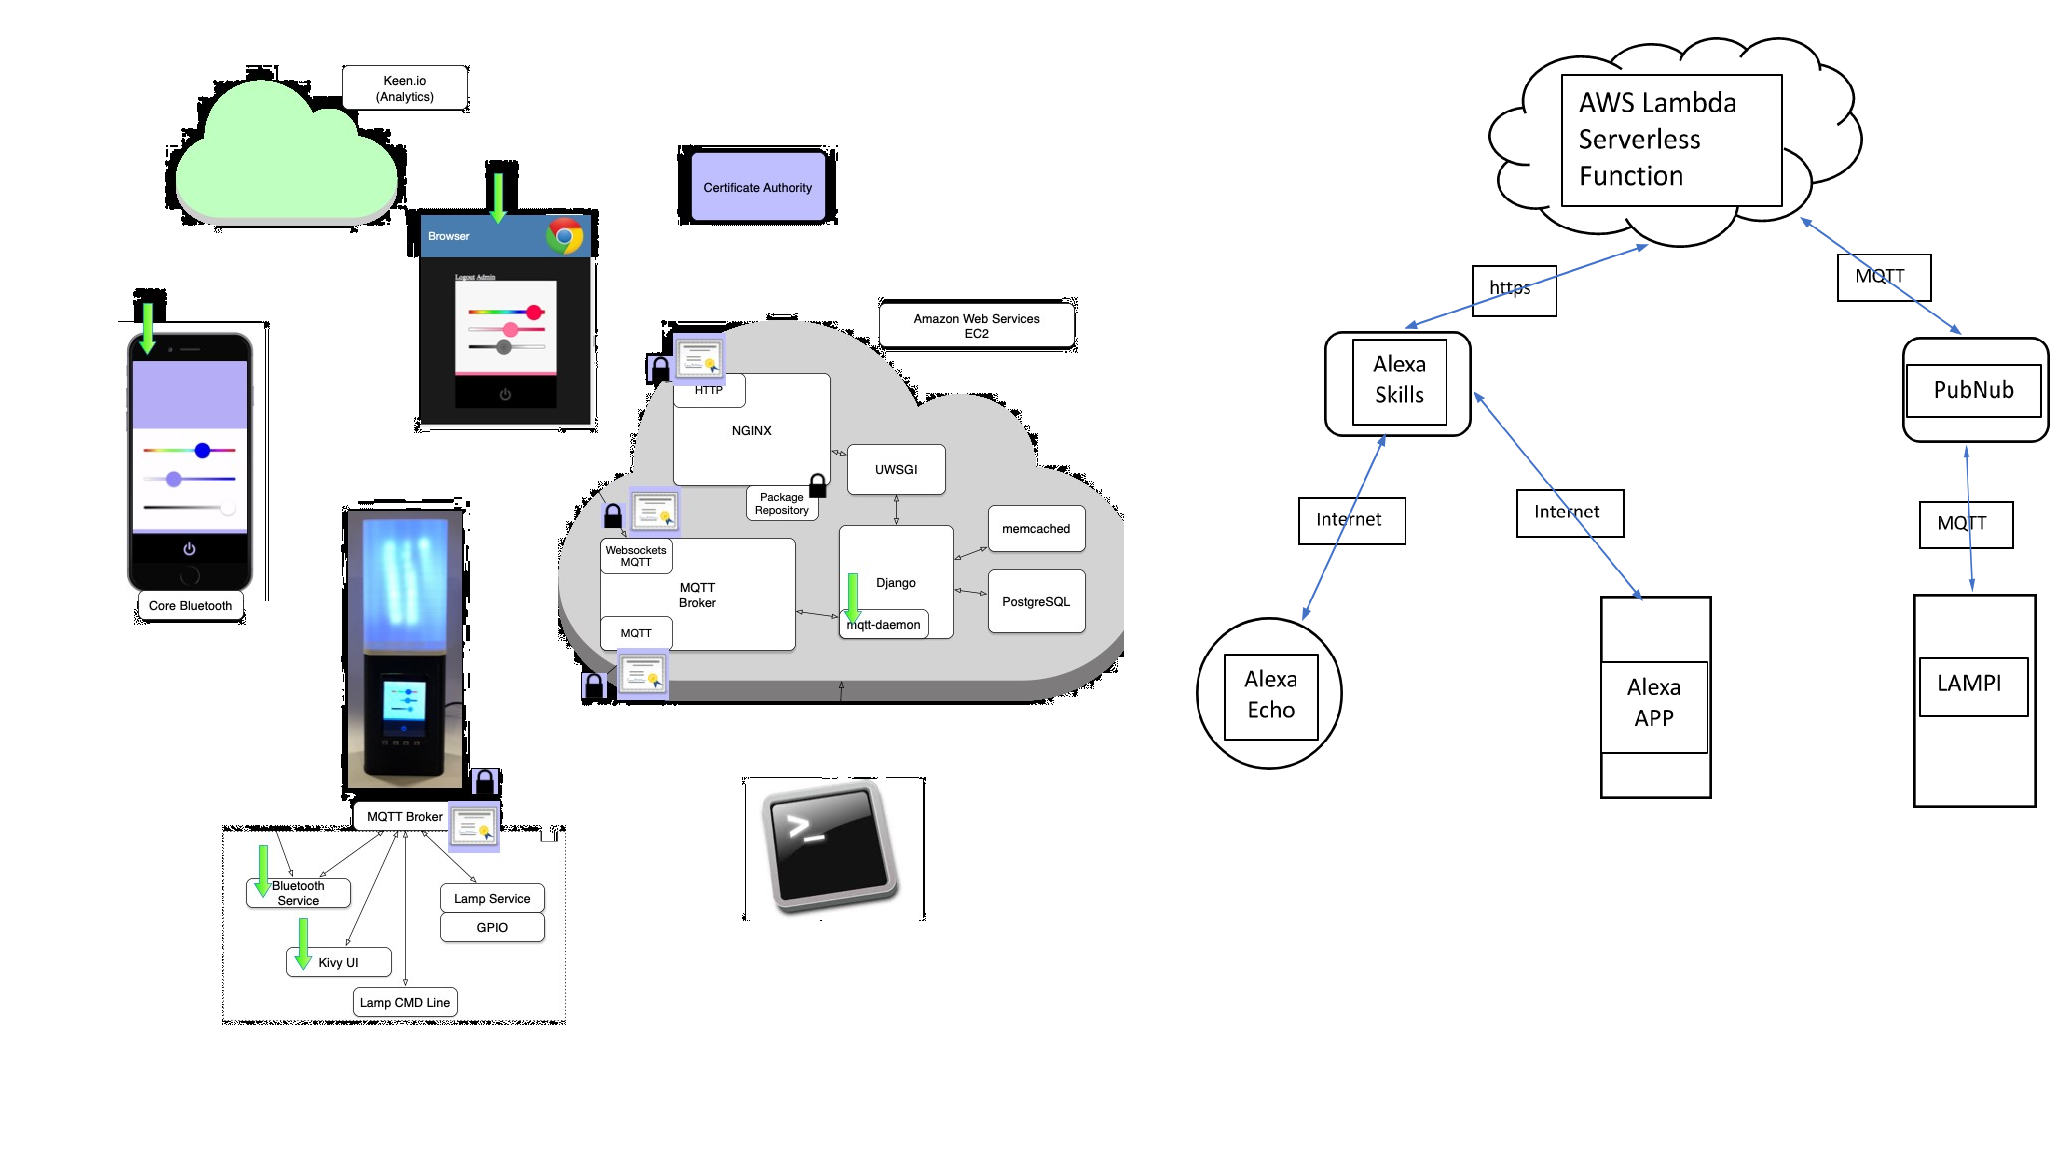 Keen.io
(Analytics)
Browser
Logout Admin
Certificate Authority
Amazon Web Services
EC2
HTTP
NGINX
UWSGI
Package
Repository
memcached
Websockets
MQTT
MQTT
Broker
Django
PostgreSQL
MQTT
mqtt-daemon
Core Bluetooth
MQTT Broker
Bluetooth
Service
Lamp Service
GPIO
Kivy UI
Lamp CMD Line
>_
AWS Lambda
Serverless
Function
https
MQTT
Alexa
Skills
PubNub
Internet
Internet
MQTT
Alexa
Echo
Alexa
APP
LAMPI